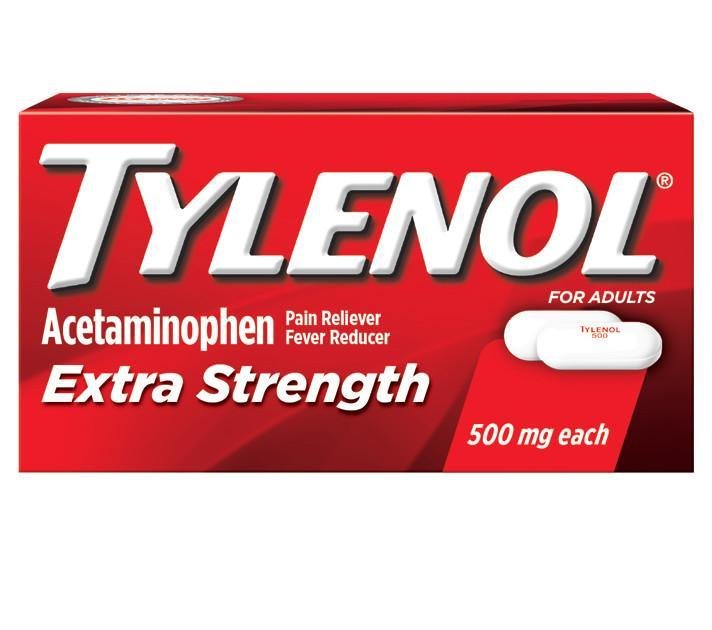 TYLENOL®
FOR ADULTS
Acetaminophen Pain Reliever
Fever Reducer
TYLENOL
500
Extra Strength
500 mg each